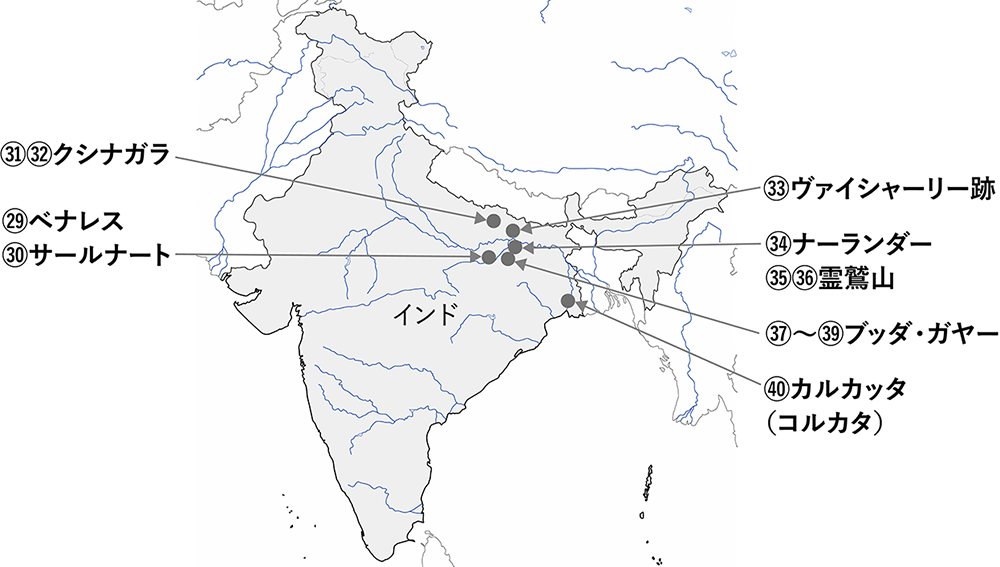 ㉛㉜クシナガラ
㉙ベナレス
㉚サールナート
インド
㉝ヴァイシャーリー跡
㉞ナーランダー
㉟㊱霊鷲山
㊲〜㊴ブッダ・ガヤー
㊵カルカッタ
（コルカタ）